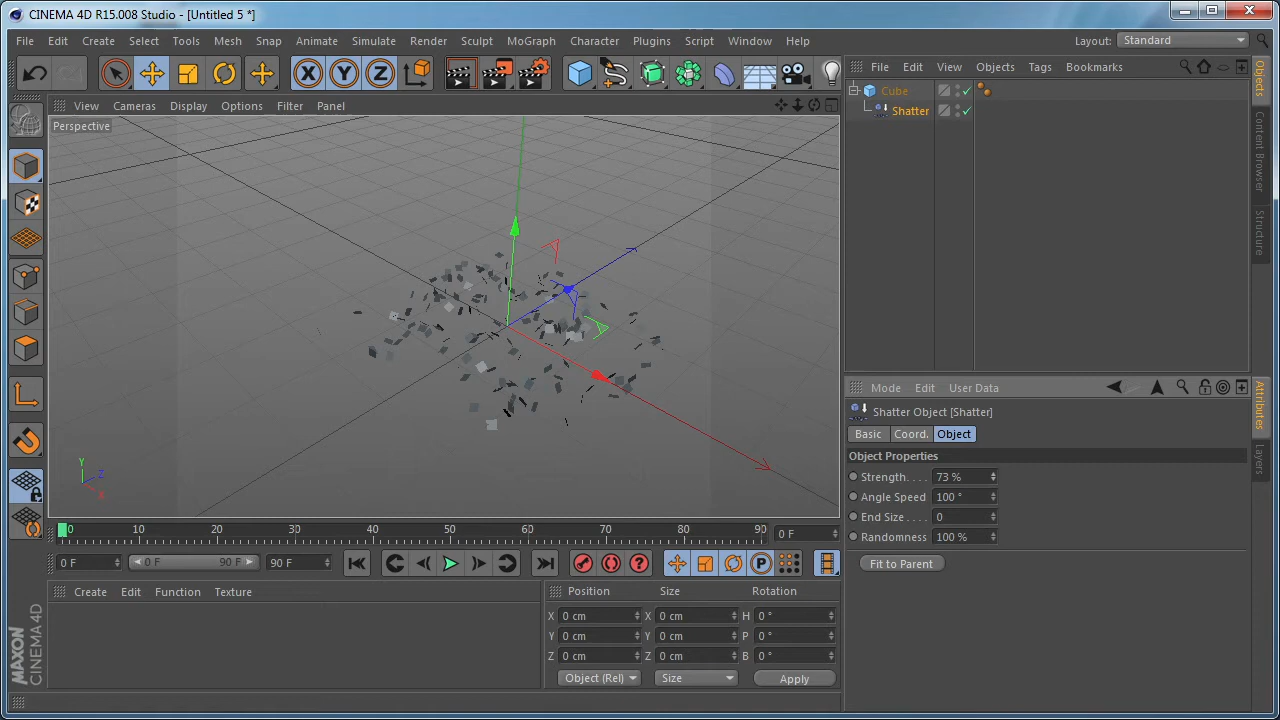 CINEMA 4D R15.008 Studio - [Untitled 5 *]
File Edit Create Select Tools Mesh Snap Animate Simulate Render Sculpt MoGraph Character Plugins Script Window Help
Layout: Standard
X Y Z
File Edit View Objects Tags Bookmarks
Cube
Shatter
Objects
Content Browser
Structure
View Cameras Display Options Filter Panel
Perspective
Y
Z
X
0 10 20 30 40 50 60 70 80 90
0 F
0 F 0 F 90 F 90 F
P
Create Edit Function Texture
Position Size Rotation
X 0 cm X 0 cm H 0 °
Y 0 cm Y 0 cm P 0 °
Z 0 cm Z 0 cm B 0 °
Object (Rel) Size Apply
MAXON
CINEMA 4D
Mode Edit User Data
Shatter Object [Shatter]
Basic Coord. Object
Object Properties
Strength. . . . 73 %
Angle Speed 100 °
End Size . . . 0
Randomness 100 %
Fit to Parent
Attributes
Layers